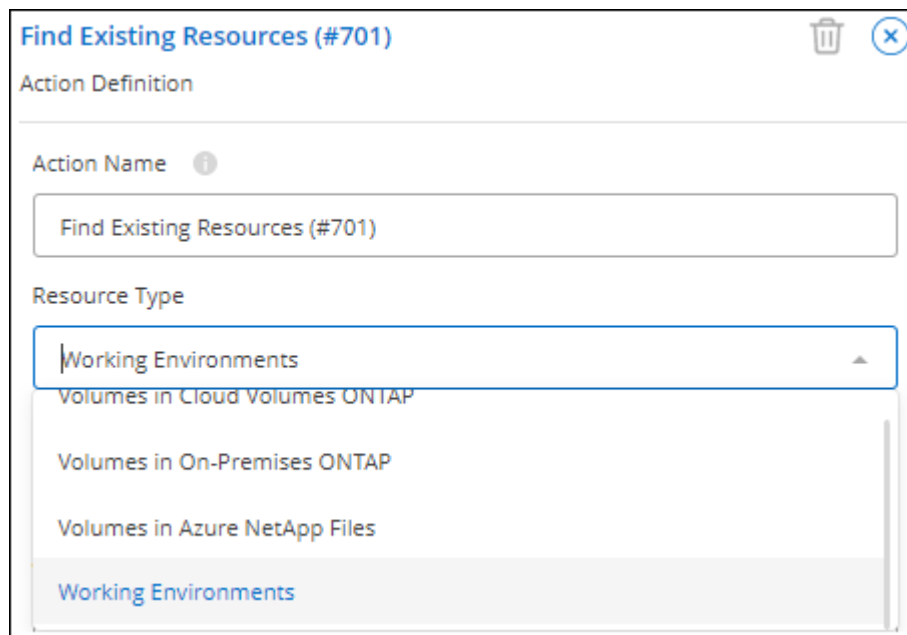 Find Existing Resources (#701)
Action Definition
Action Name
Find Existing Resources (#701)
Resource Type
Working Environments
Volumes in Cloud Volumes ONTAP
Volumes in On-Premises ONTAP
Volumes in Azure NetApp Files
Working Environments